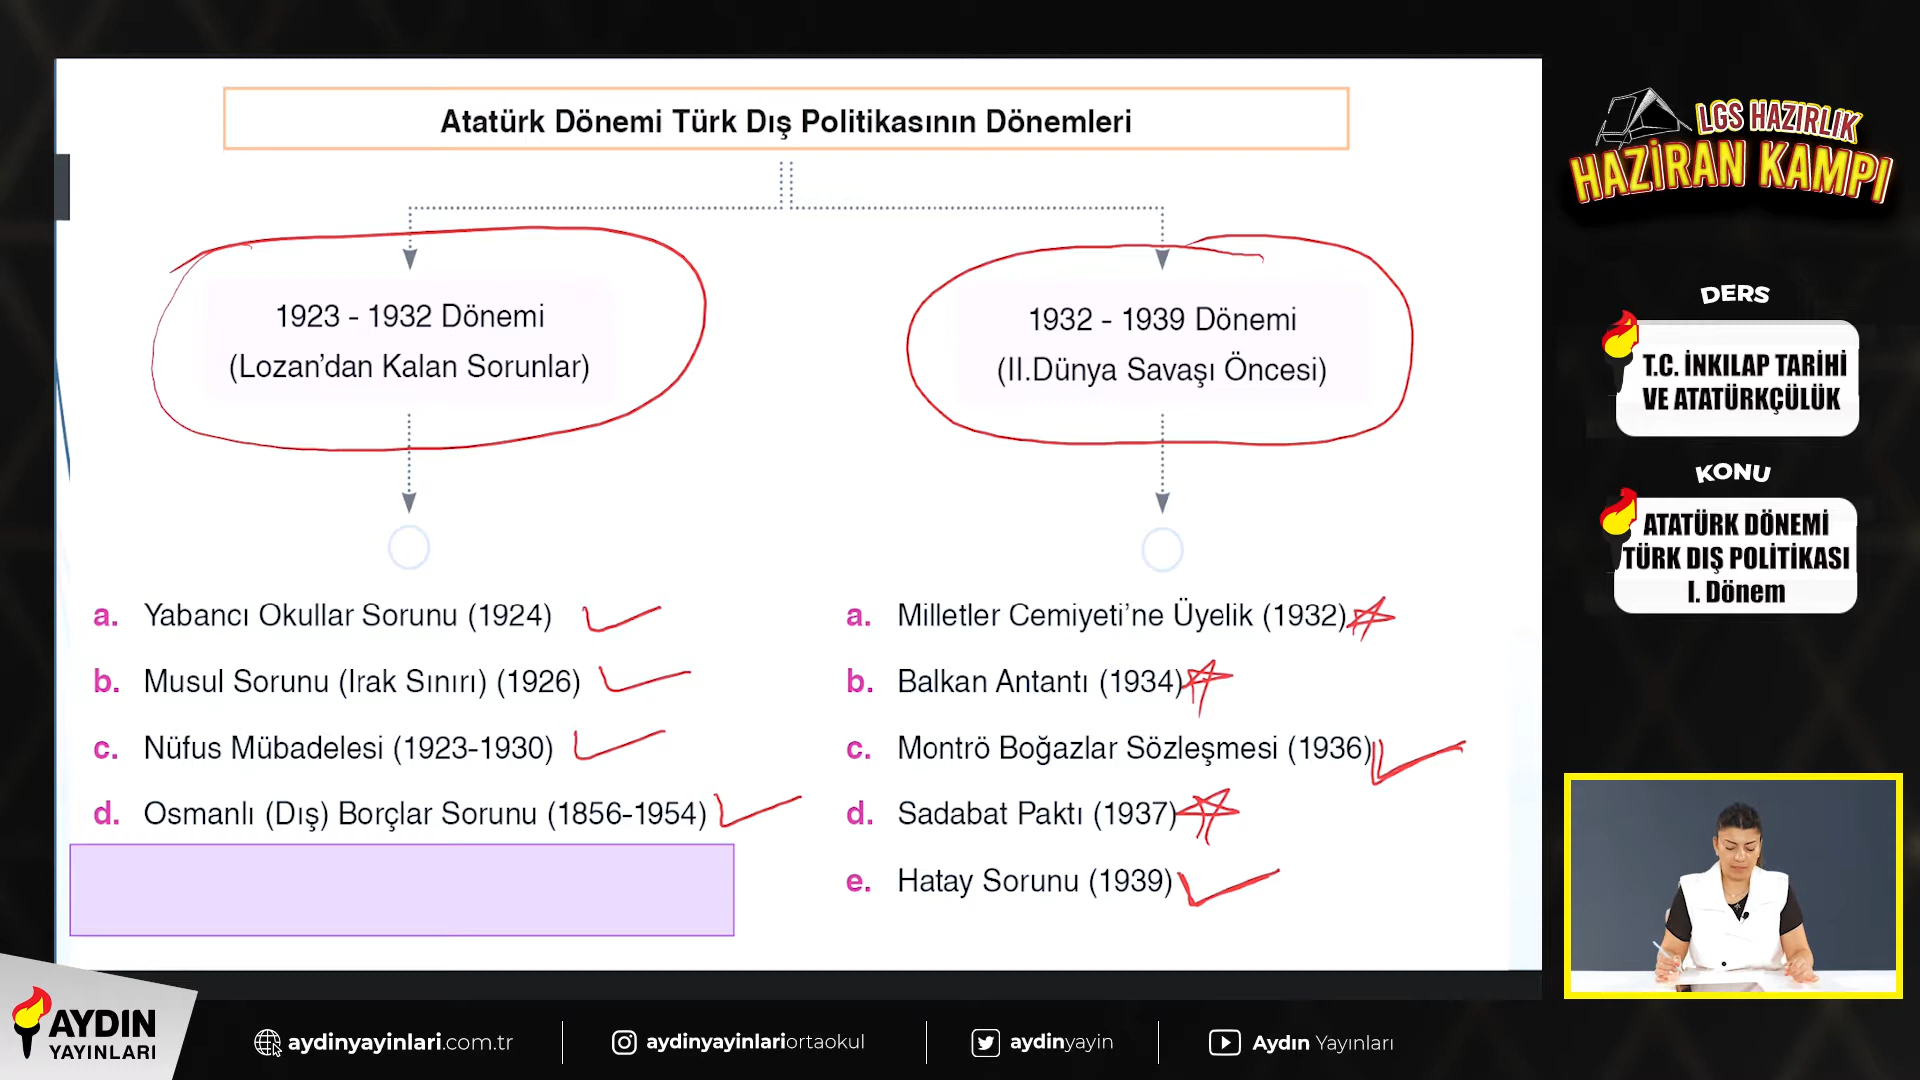 Atatürk Dönemi Türk Dış Politikasının Dönemleri
1923 - 1932 Dönemi
(Lozan'dan Kalan Sorunlar)
a. Yabancı Okullar Sorunu (1924)
b. Musul Sorunu (Irak Sınırı) (1926)
c. Nüfus Mübadelesi (1923-1930)
d. Osmanlı (Dış) Borçlar Sorunu (1856-1954)
1932 - 1939 Dönemi
(II.Dünya Savaşı Öncesi)
a. Milletler Cemiyeti'ne Üyelik (1932)
b. Balkan Antantı (1934)
c. Montrö Boğazlar Sözleşmesi (1936)
d. Sadabat Paktı (1937)
e. Hatay Sorunu (1939)
LGS HAZIRLIK
HAZİRAN KAMPI
DERS
T.C. İNKILAP TARİHİ
VE ATATÜRKÇÜLÜK
KONU
ATATÜRK DÖNEMİ
TÜRK DIŞ POLİTİKASI
I. Dönem
AYDIN
YAYINLARI
aydinyayinlari.com.tr
aydinyayinlariortaokul
aydinyayin
Aydın Yayınları